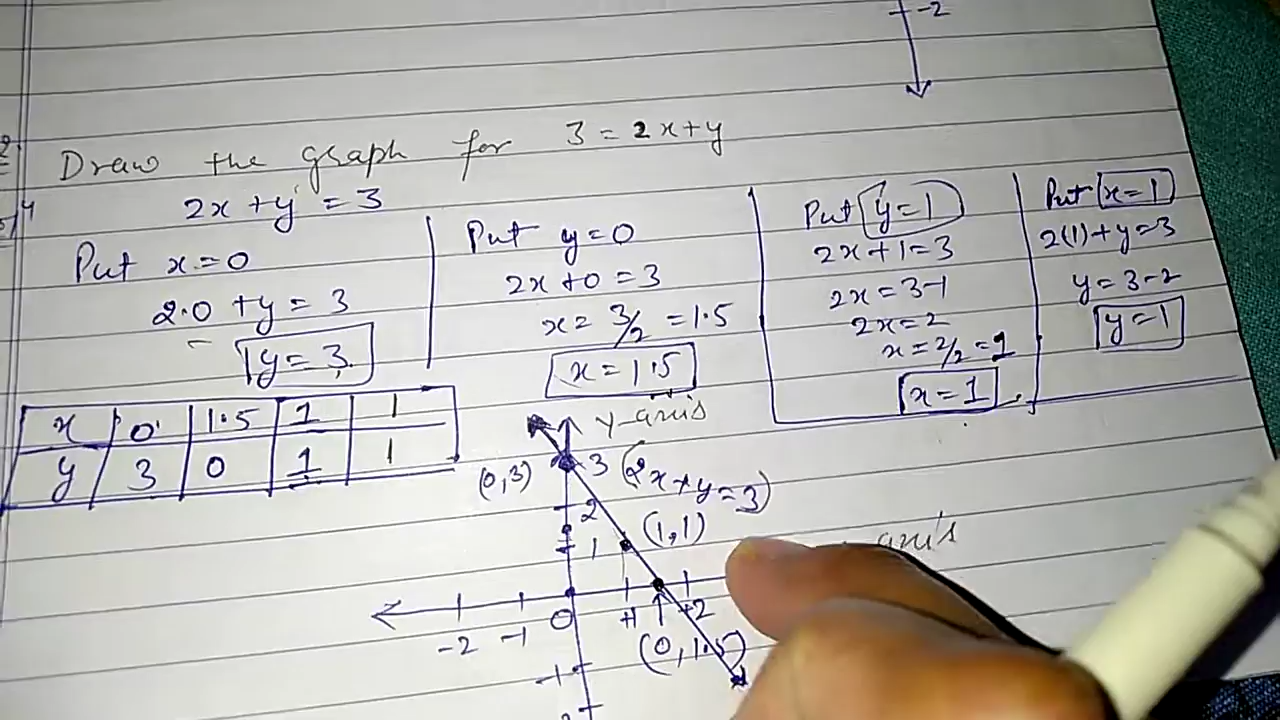 -2
Draw the graph for 3 = 2x+y
2x + y = 3
Put x = 0
2.0 + y = 3
y = 3
Put y = 0
2x + 0 = 3
x = 3/2 = 1.5
x = 1.5
Put y = 1
2x + 1 = 3
2x = 3-1
2x = 2
x = 2/2 = 1
x = 1
Put x = 1
2(1) + y = 3
y = 3-2
y = 1
x 0 1.5 1 1
y 3 0 1 1
Y-axis
(0,3) 3 (2x+y=3)
2
1 (1,1)
axis
-2 -1 0 +1 +2
(0, 1.5)
-1